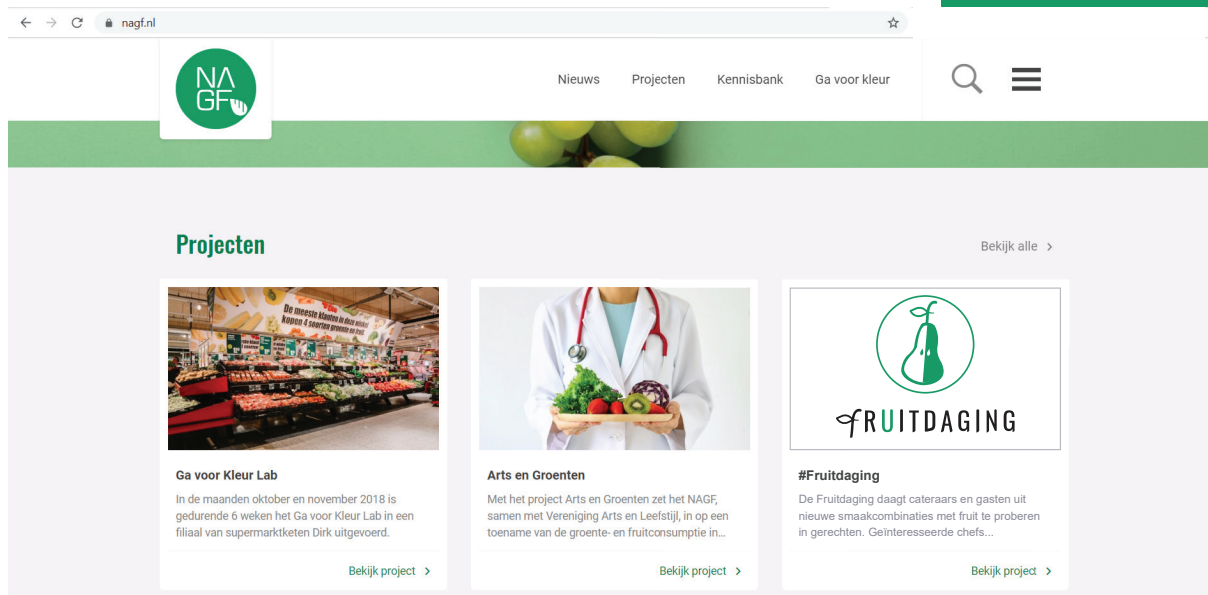 nagf.nl
NA
GF
Nieuws Projecten Kennisbank Ga voor kleur
Projecten
Bekijk alle >
De meeste klanten in deze winkel
kopen 4 soorten groente en fruit.
FRUITDAGING
Ga voor Kleur Lab
In de maanden oktober en november 2018 is
gedurende 6 weken het Ga voor Kleur Lab in een
filiaal van supermarktketen Dirk uitgevoerd.
Bekijk project >
Arts en Groenten
Met het project Arts en Groenten zet het NAGF,
samen met Vereniging Arts en Leefstijl, in op een
toename van de groente- en fruitconsumptie in...
Bekijk project >
#Fruitdaging
De Fruitdaging daagt cateraars en gasten uit
nieuwe smaakcombinaties met fruit te proberen
in gerechten. Geïnteresseerde chefs...
Bekijk project >